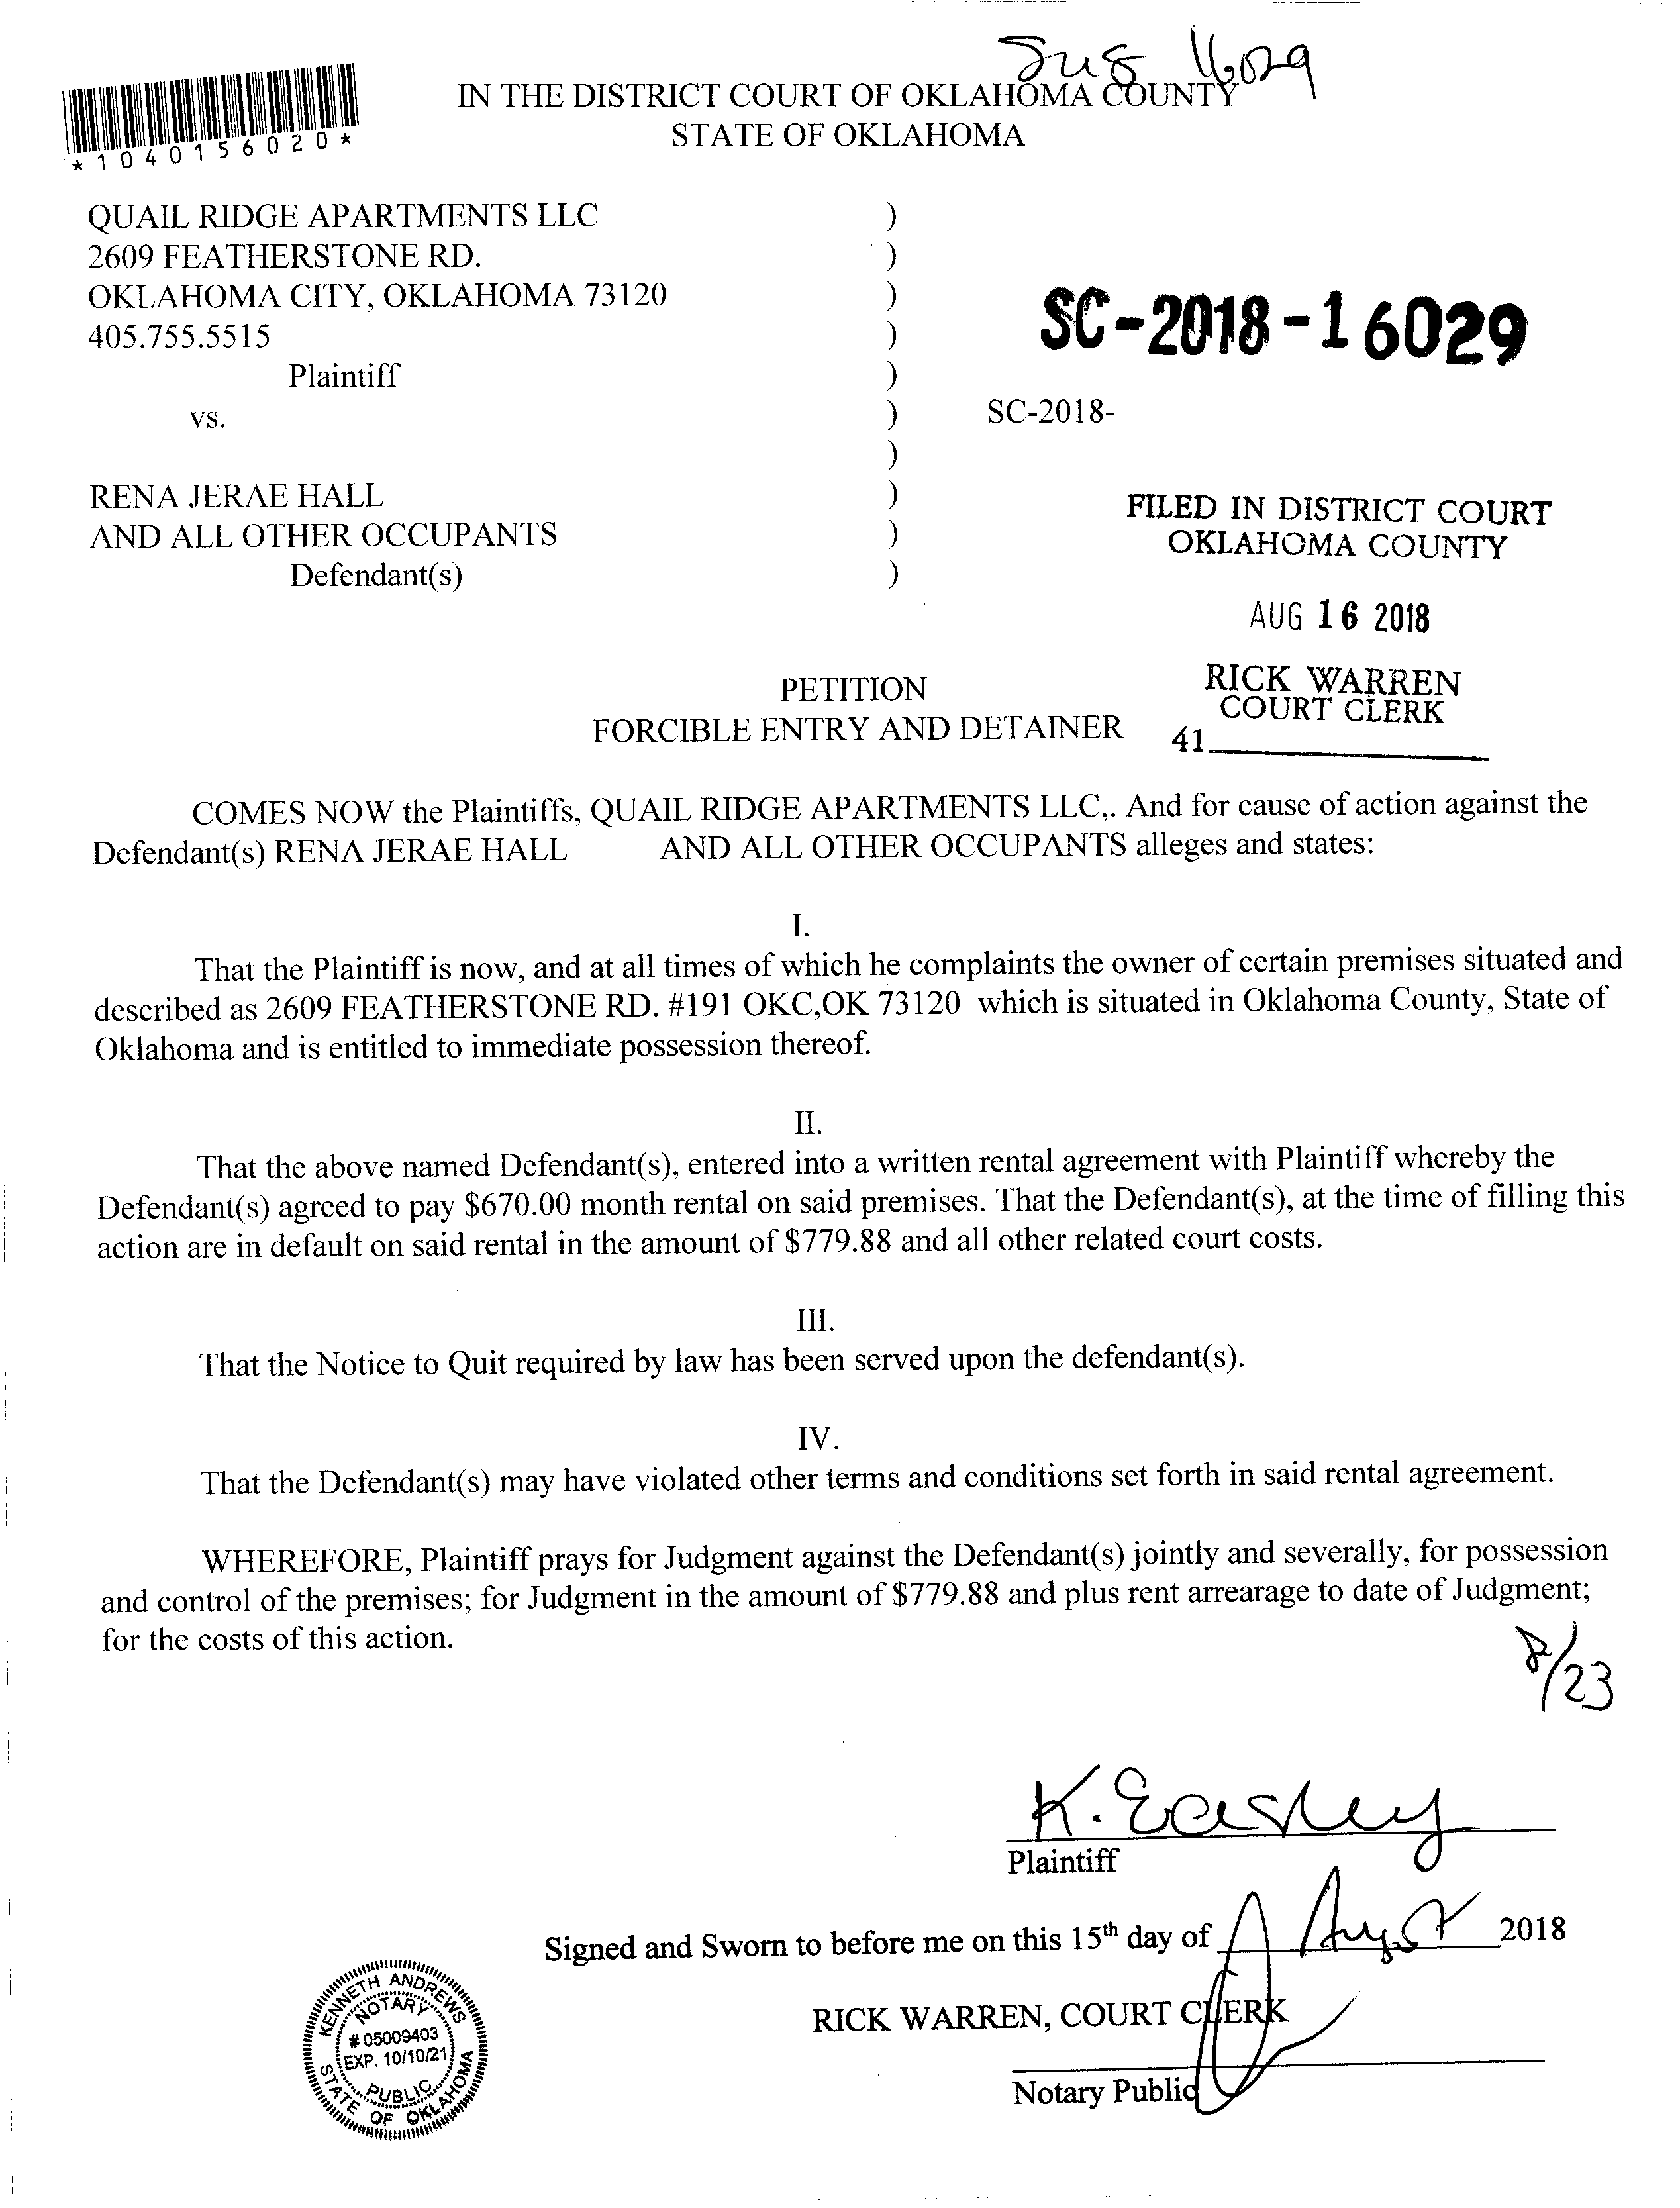 IN THE DISTRICT COURT OF OKLAHOMA COUNTY
STATE OF OKLAHOMA
*1040156020*
QUAIL RIDGE APARTMENTS LLC )
2609 FEATHERSTONE RD. )
OKLAHOMA CITY, OKLAHOMA 73120 )
405.755.5515 )
Plaintiff )
vs. )
)
RENA JERAE HALL )
AND ALL OTHER OCCUPANTS )
Defendant(s) )
SC-2018-16029
SC-2018-
FILED IN DISTRICT COURT
OKLAHOMA COUNTY
AUG 16 2018
RICK WARREN
COURT CLERK
41
PETITION
FORCIBLE ENTRY AND DETAINER
COMES NOW the Plaintiffs, QUAIL RIDGE APARTMENTS LLC,. And for cause of action against the
Defendant(s) RENA JERAE HALL AND ALL OTHER OCCUPANTS alleges and states:
I.
That the Plaintiff is now, and at all times of which he complaints the owner of certain premises situated and
described as 2609 FEATHERSTONE RD. #191 OKC,OK 73120 which is situated in Oklahoma County, State of
Oklahoma and is entitled to immediate possession thereof.
II.
That the above named Defendant(s), entered into a written rental agreement with Plaintiff whereby the
Defendant(s) agreed to pay $670.00 month rental on said premises. That the Defendant(s), at the time of filling this
action are in default on said rental in the amount of $779.88 and all other related court costs.
III.
That the Notice to Quit required by law has been served upon the defendant(s).
IV.
That the Defendant(s) may have violated other terms and conditions set forth in said rental agreement.
WHEREFORE, Plaintiff prays for Judgment against the Defendant(s) jointly and severally, for possession
and control of the premises; for Judgment in the amount of $779.88 and plus rent arrearage to date of Judgment;
for the costs of this action.
8/23
K. Easley
Plaintiff
Signed and Sworn to before me on this 15th day of August 2018
RICK WARREN, COURT CLERK
Notary Public
KENNETH ANDREWS
NOTARY
# 05009403
EXP. 10/10/21
PUBLIC
STATE OF OKLAHOMA